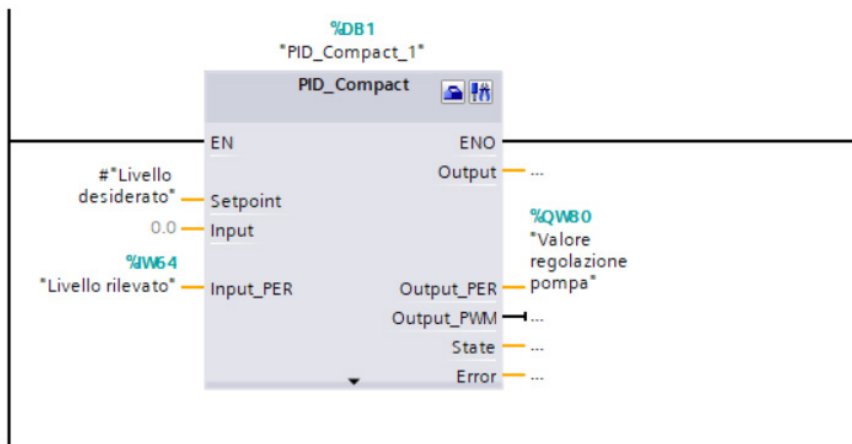 %DB1
"PID_Compact_1"
PID_Compact
EN
ENO
Output
...
#"Livello
desiderato"
Setpoint
0.0
Input
%IW64
"Livello rilevato"
Input_PER
Output_PER
%QW80
"Valore
regolazione
pompa"
Output_PWM
...
State
...
Error
...